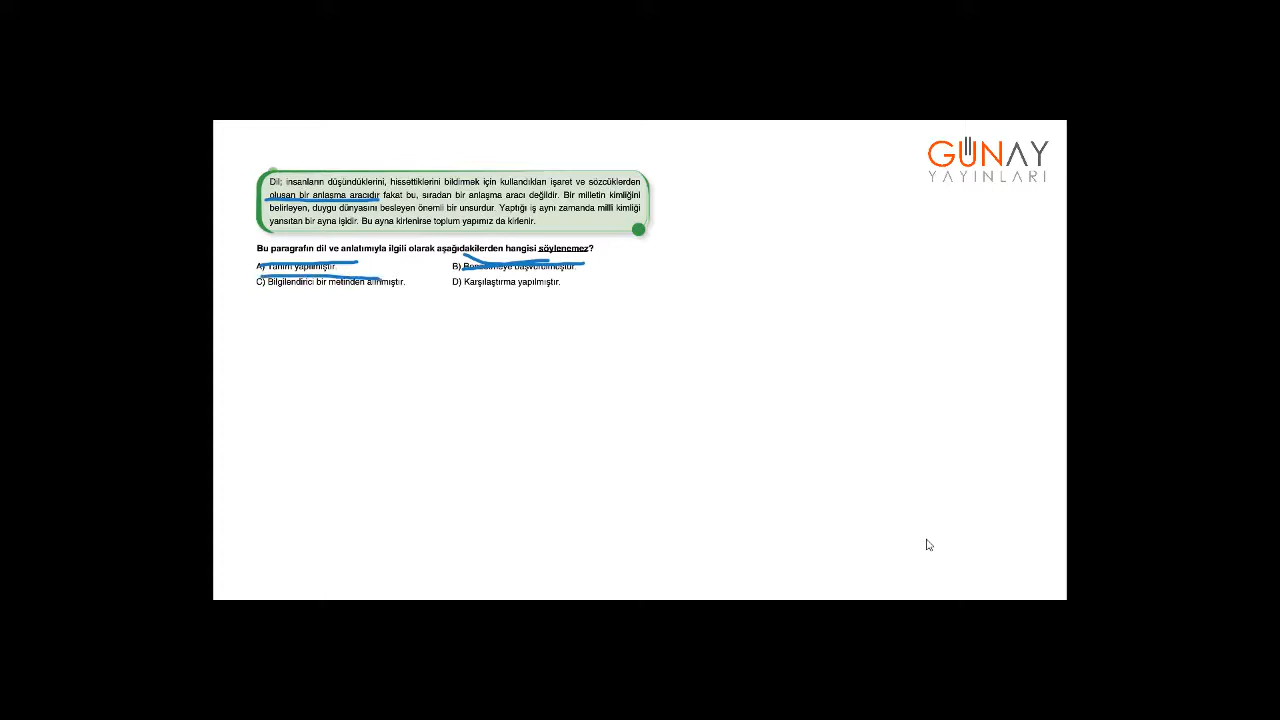 GÜNAY
YAYINLARI
Dil; insanların düşündüklerini, hissettiklerini bildirmek için kullandıkları işaret ve sözcüklerden
oluşan bir anlaşma aracıdır fakat bu, sıradan bir anlaşma aracı değildir. Bir milletin kimliğini
belirleyen, duygu dünyasını besleyen önemli bir unsurdur. Yaptığı iş aynı zamanda millî kimliği
yansıtan bir ayna işidir. Bu ayna kirlenirse toplum yapımız da kirlenir.
Bu paragrafın dil ve anlatımıyla ilgili olarak aşağıdakilerden hangisi söylenemez?
A) Tanım yapılmıştır. B) Benzetmeye başvurulmuştur.
C) Bilgilendirici bir metinden alınmıştır. D) Karşılaştırma yapılmıştır.